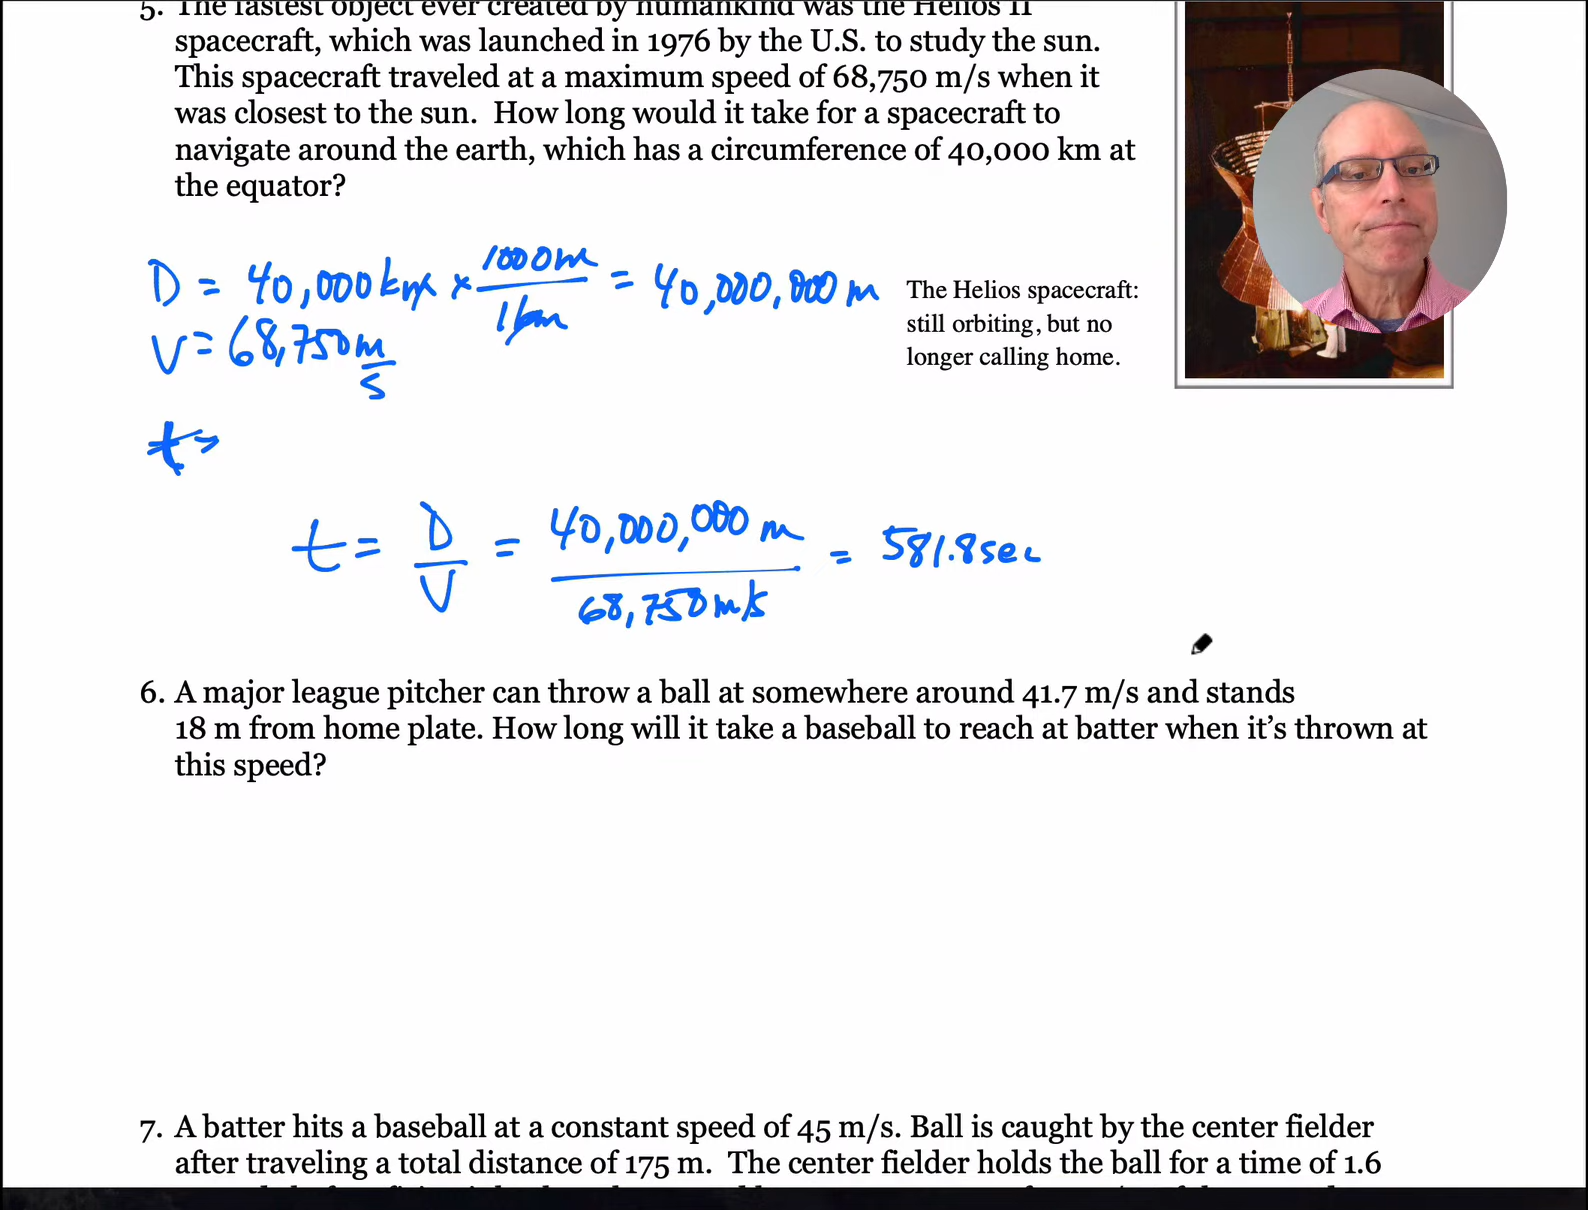 5. The fastest object ever created by humankind was the Helios II
spacecraft, which was launched in 1976 by the U.S. to study the sun.
This spacecraft traveled at a maximum speed of 68,750 m/s when it
was closest to the sun. How long would it take for a spacecraft to
navigate around the earth, which has a circumference of 40,000 km at
the equator?
D = 40,000 km × 1000m / 1 km = 40,000,000 m
V = 68,750 m / s
The Helios spacecraft:
still orbiting, but no
longer calling home.
t =
t = D / V = 40,000,000 m / 68,750 m/s = 581.8 sec
6. A major league pitcher can throw a ball at somewhere around 41.7 m/s and stands
18 m from home plate. How long will it take a baseball to reach at batter when it’s thrown at
this speed?
7. A batter hits a baseball at a constant speed of 45 m/s. Ball is caught by the center fielder
after traveling a total distance of 175 m. The center fielder holds the ball for a time of 1.6